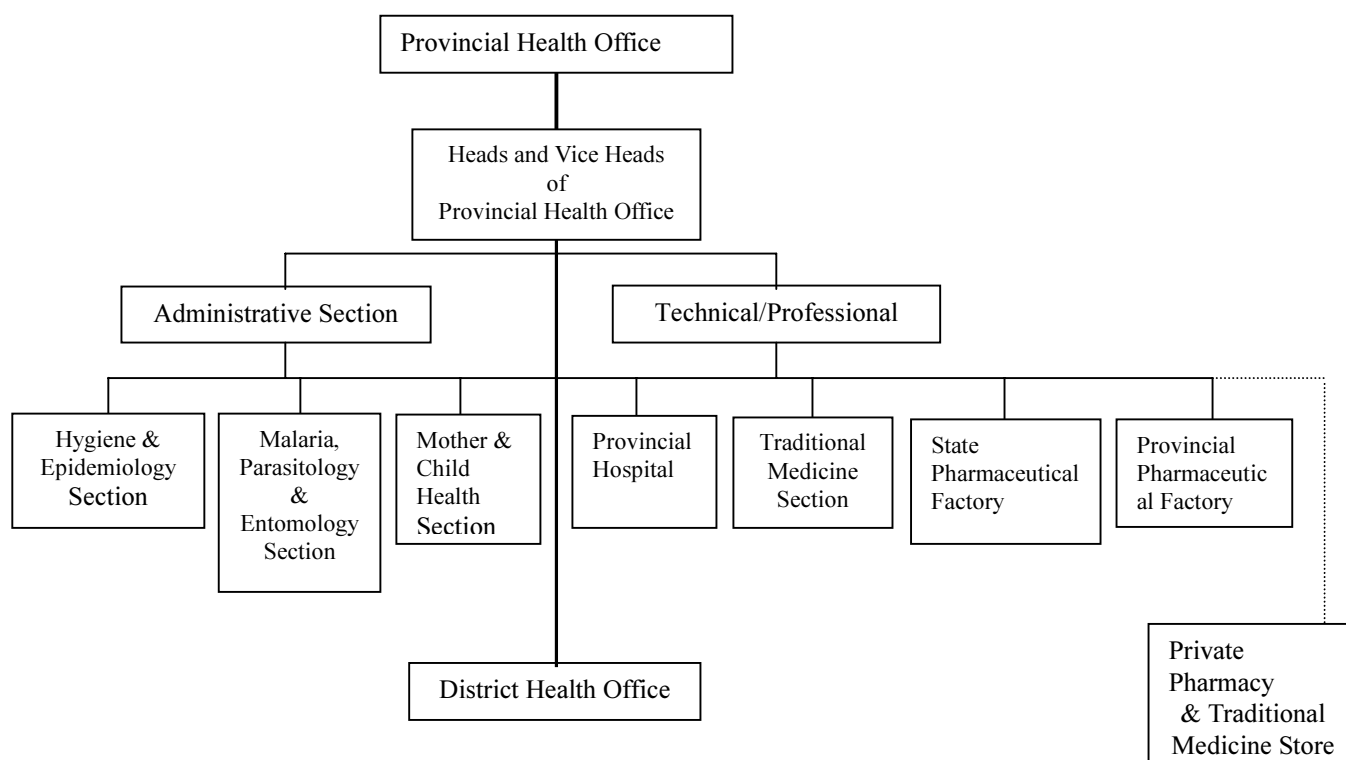 Provincial Health Office
Heads and Vice Heads
of
Provincial Health Office
Administrative Section
Technical/Professional
Hygiene &
Epidemiology
Section
Malaria,
Parasitology
&
Entomology
Section
Mother &
Child
Health
Section
Provincial
Hospital
Traditional
Medicine
Section
State
Pharmaceutical
Factory
Provincial
Pharmaceutic
al Factory
District Health Office
Private
Pharmacy
& Traditional
Medicine Store